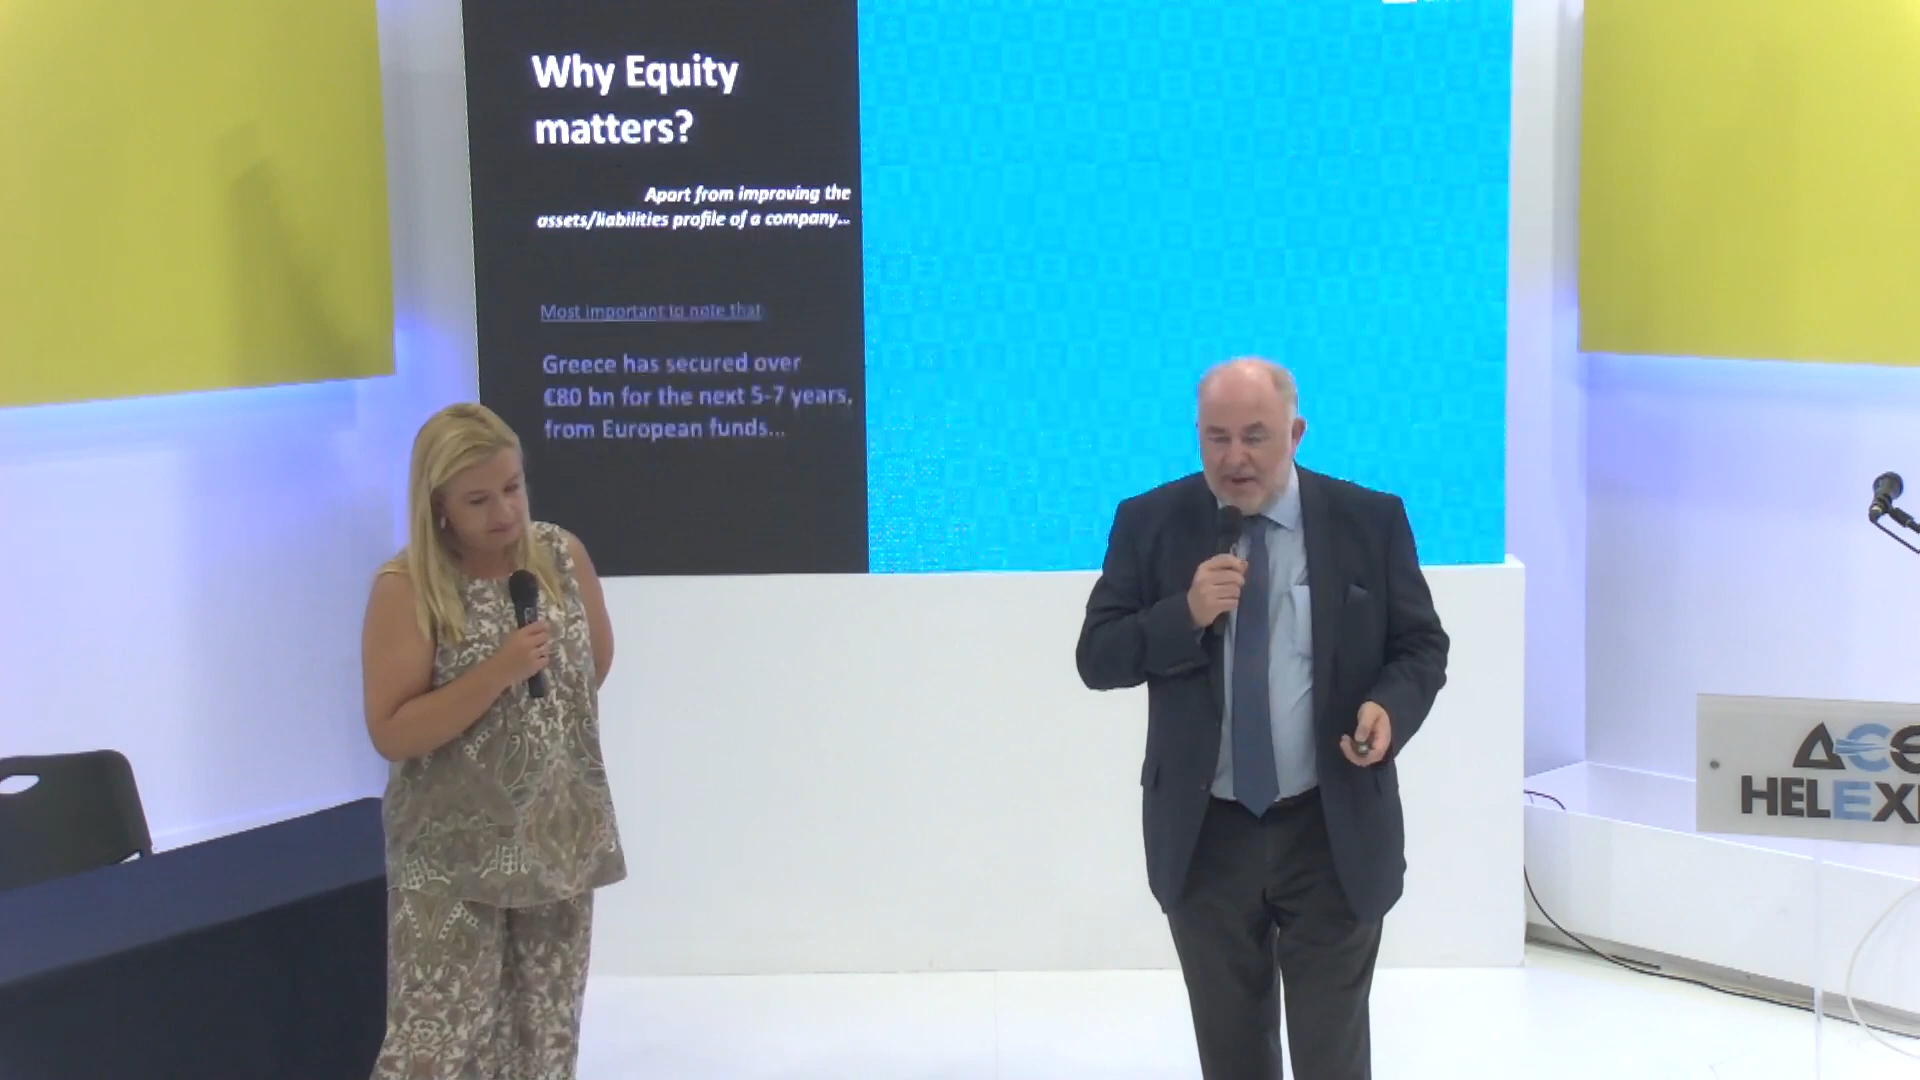 Why Equity
matters?
Apart from improving the
assets/liabilities profile of a company...
Most important to note that
Greece has secured over
€80 bn for the next 5-7 years,
from European funds...